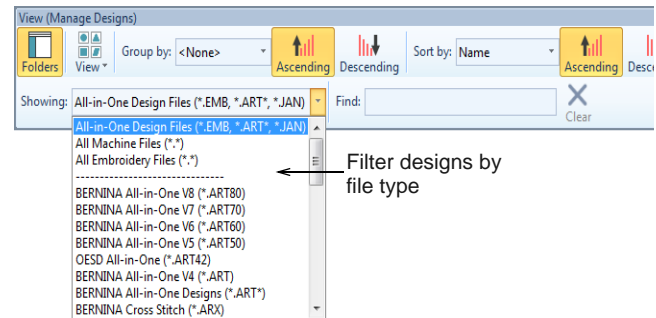 View (Manage Designs)
Folders
View
Group by: <None>
Ascending
Descending
Sort by: Name
Ascending
Desce
Showing: All-in-One Design Files (*.EMB, *.ART*, *.JAN)
Find:
Clear
All-in-One Design Files (*.EMB, *.ART*, *.JAN)
All Machine Files (*.*)
All Embroidery Files (*.*)
-------------------------------
BERNINA All-in-One V8 (*.ART80)
BERNINA All-in-One V7 (*.ART70)
BERNINA All-in-One V6 (*.ART60)
BERNINA All-in-One V5 (*.ART50)
OESD All-in-One (*.ART42)
BERNINA All-in-One V4 (*.ART)
BERNINA All-in-One Designs (*.ART*)
BERNINA Cross Stitch (*.ARX)
Filter designs by
file type